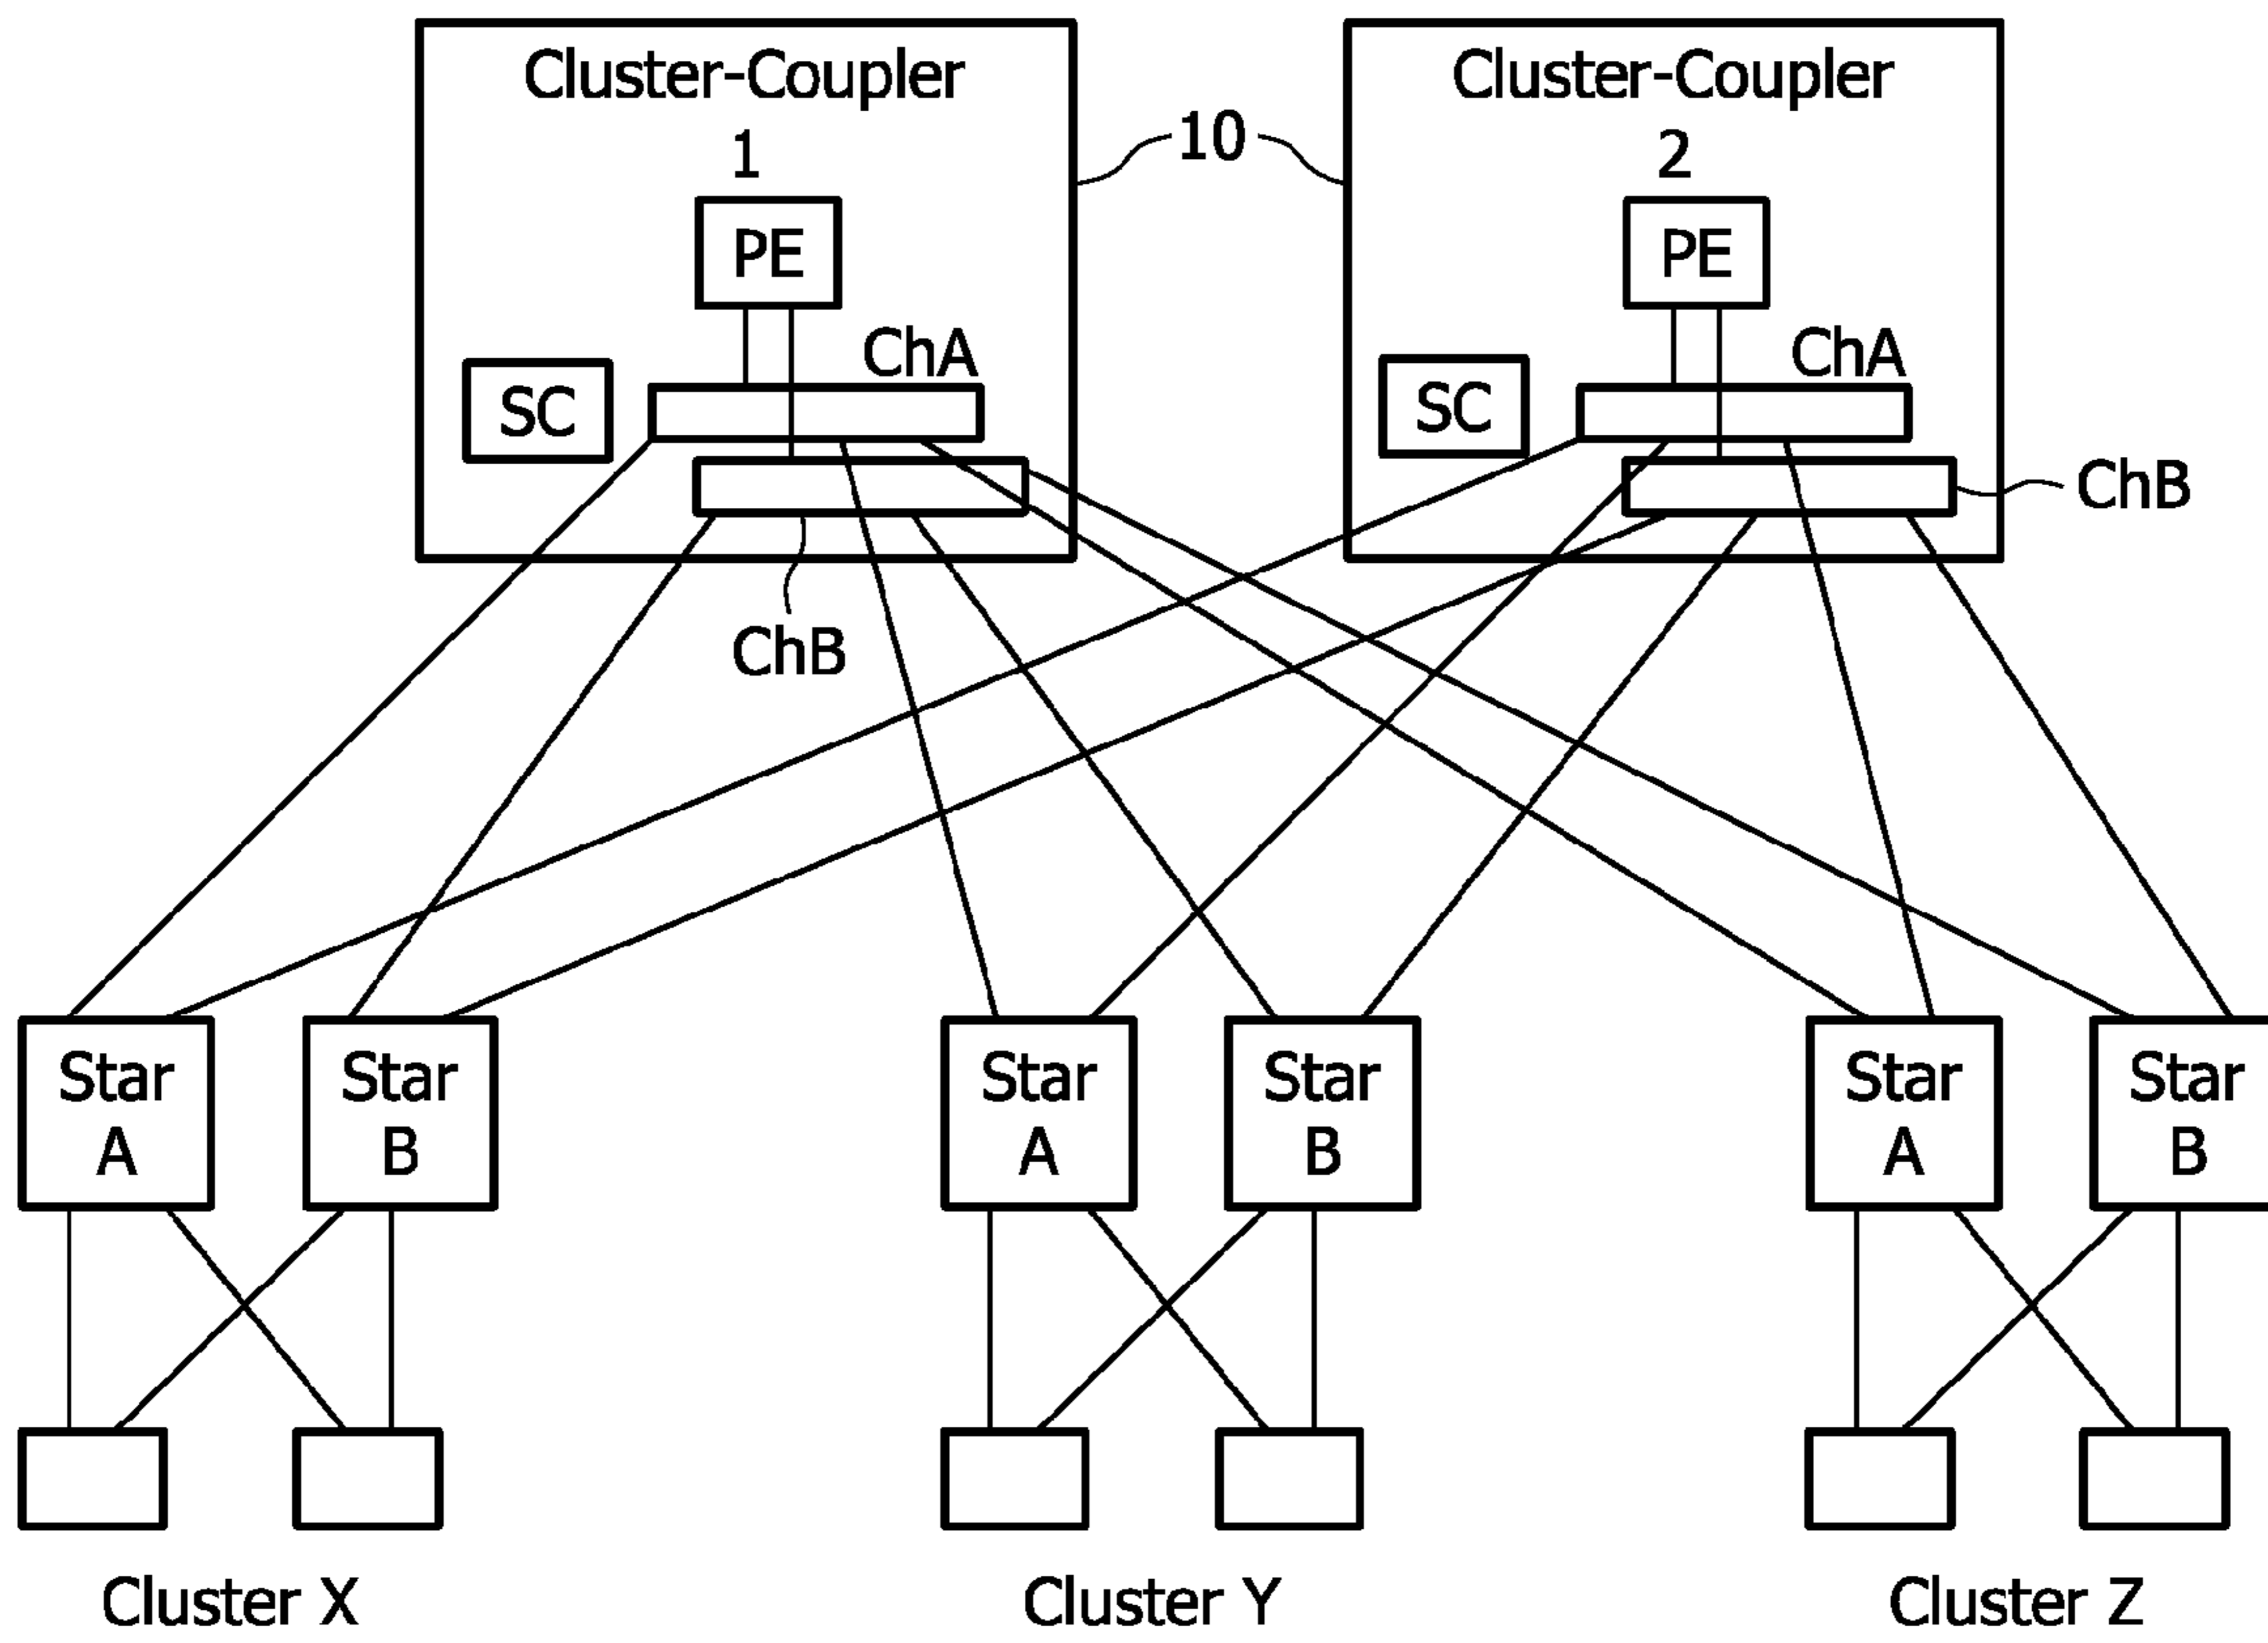 Cluster-Coupler
1
PE
SC
ChA
ChB
10
Cluster-Coupler
2
PE
SC
ChA
ChB
Star
A
Star
B
Star
A
Star
B
Star
A
Star
B
Cluster X
Cluster Y
Cluster Z